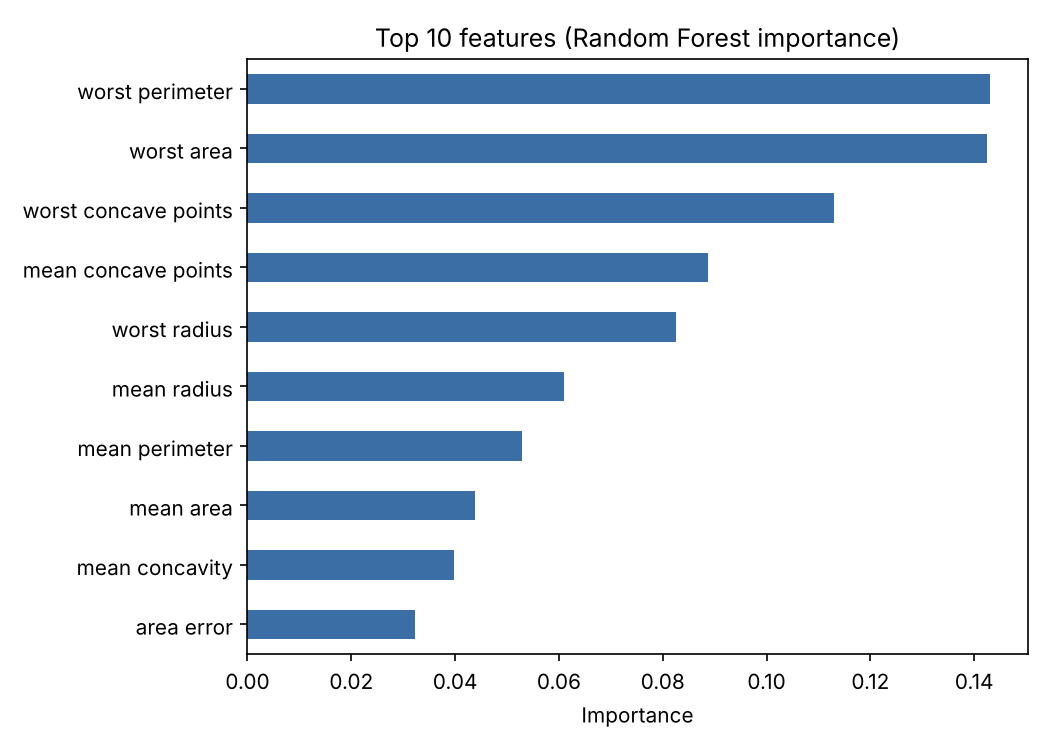 Top 10 features (Random Forest importance)
worst perimeter
worst area
worst concave points
mean concave points
worst radius
mean radius
mean perimeter
mean area
mean concavity
area error
0.00 0.02 0.04 0.06 0.08 0.10 0.12 0.14
Importance